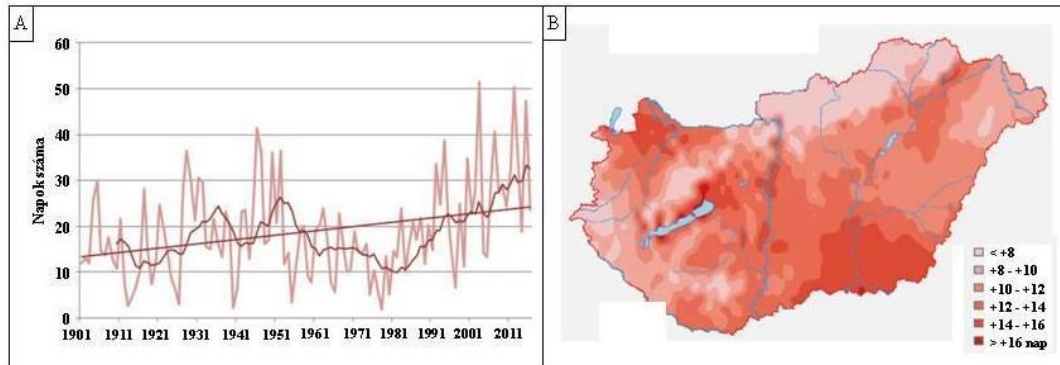 A
Napok száma
60
50
40
30
20
10
0
1901 1911 1921 1931 1941 1951 1961 1971 1981 1991 2001 2011
B
< +8
+8 - +10
+10 - +12
+12 - +14
+14 - +16
> +16 nap